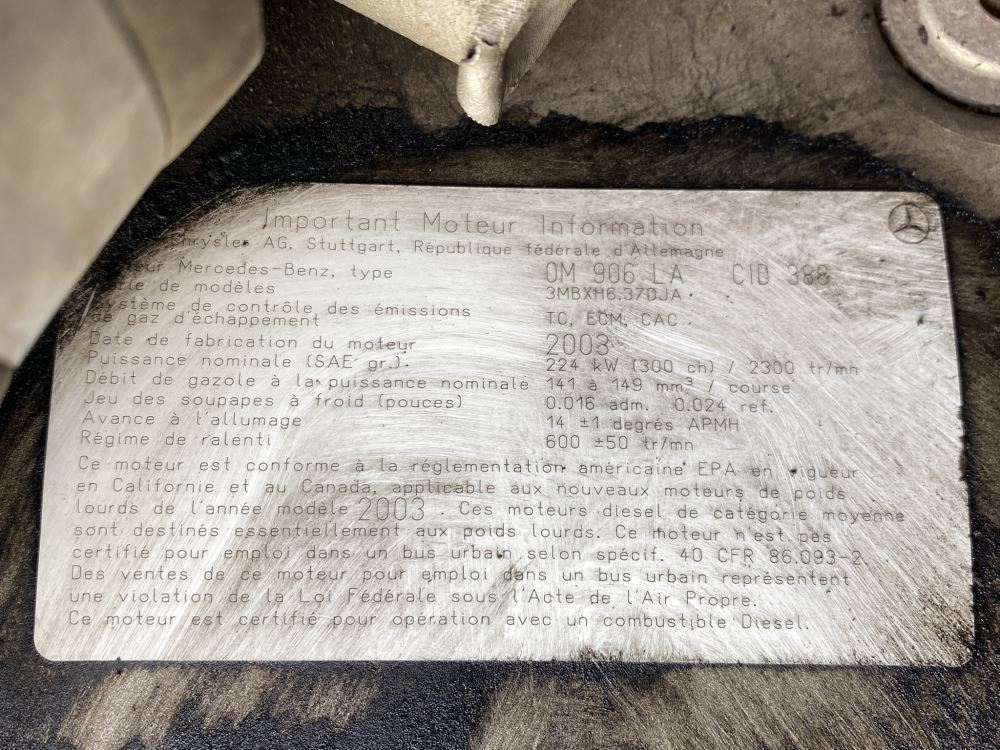 Important Moteur Information
Chrysler AG, Stuttgart, République fédérale d'Allemagne
Mercedes-Benz, type OM 906 LA CID 388
de modèles 3MBXH6.37DJA
Système de contrôle des émissions
de gaz d'échappement TC, ECM, CAC
Date de fabrication du moteur 2003
Puissance nominale (SAE gr.). 224 kW (300 ch) / 2300 tr/mn
Débit de gazole à la puissance nominale 141 à 149 mm³ / course
Jeu des soupapes à froid (pouces) 0.016 adm. 0.024 ref.
Avance à l'allumage 14 ±1 degrés APMH
Régime de ralenti 600 ±50 tr/mn
Ce moteur est conforme à la réglementation américaine EPA en vigueur
en Californie et au Canada, applicable aux nouveaux moteurs de poids
lourds de l'année modèle 2003. Ces moteurs diesel de catégorie moyenne
sont destinés essentiellement aux poids lourds. Ce moteur n'est pas
certifié pour emploi dans un bus urbain selon spécif. 40 CFR 86.093-2.
Des ventes de ce moteur pour emploi dans un bus urbain représentent
une violation de la Loi Fédérale sous l'Acte de l'Air Propre.
Ce moteur est certifié pour opération avec un combustible Diesel.